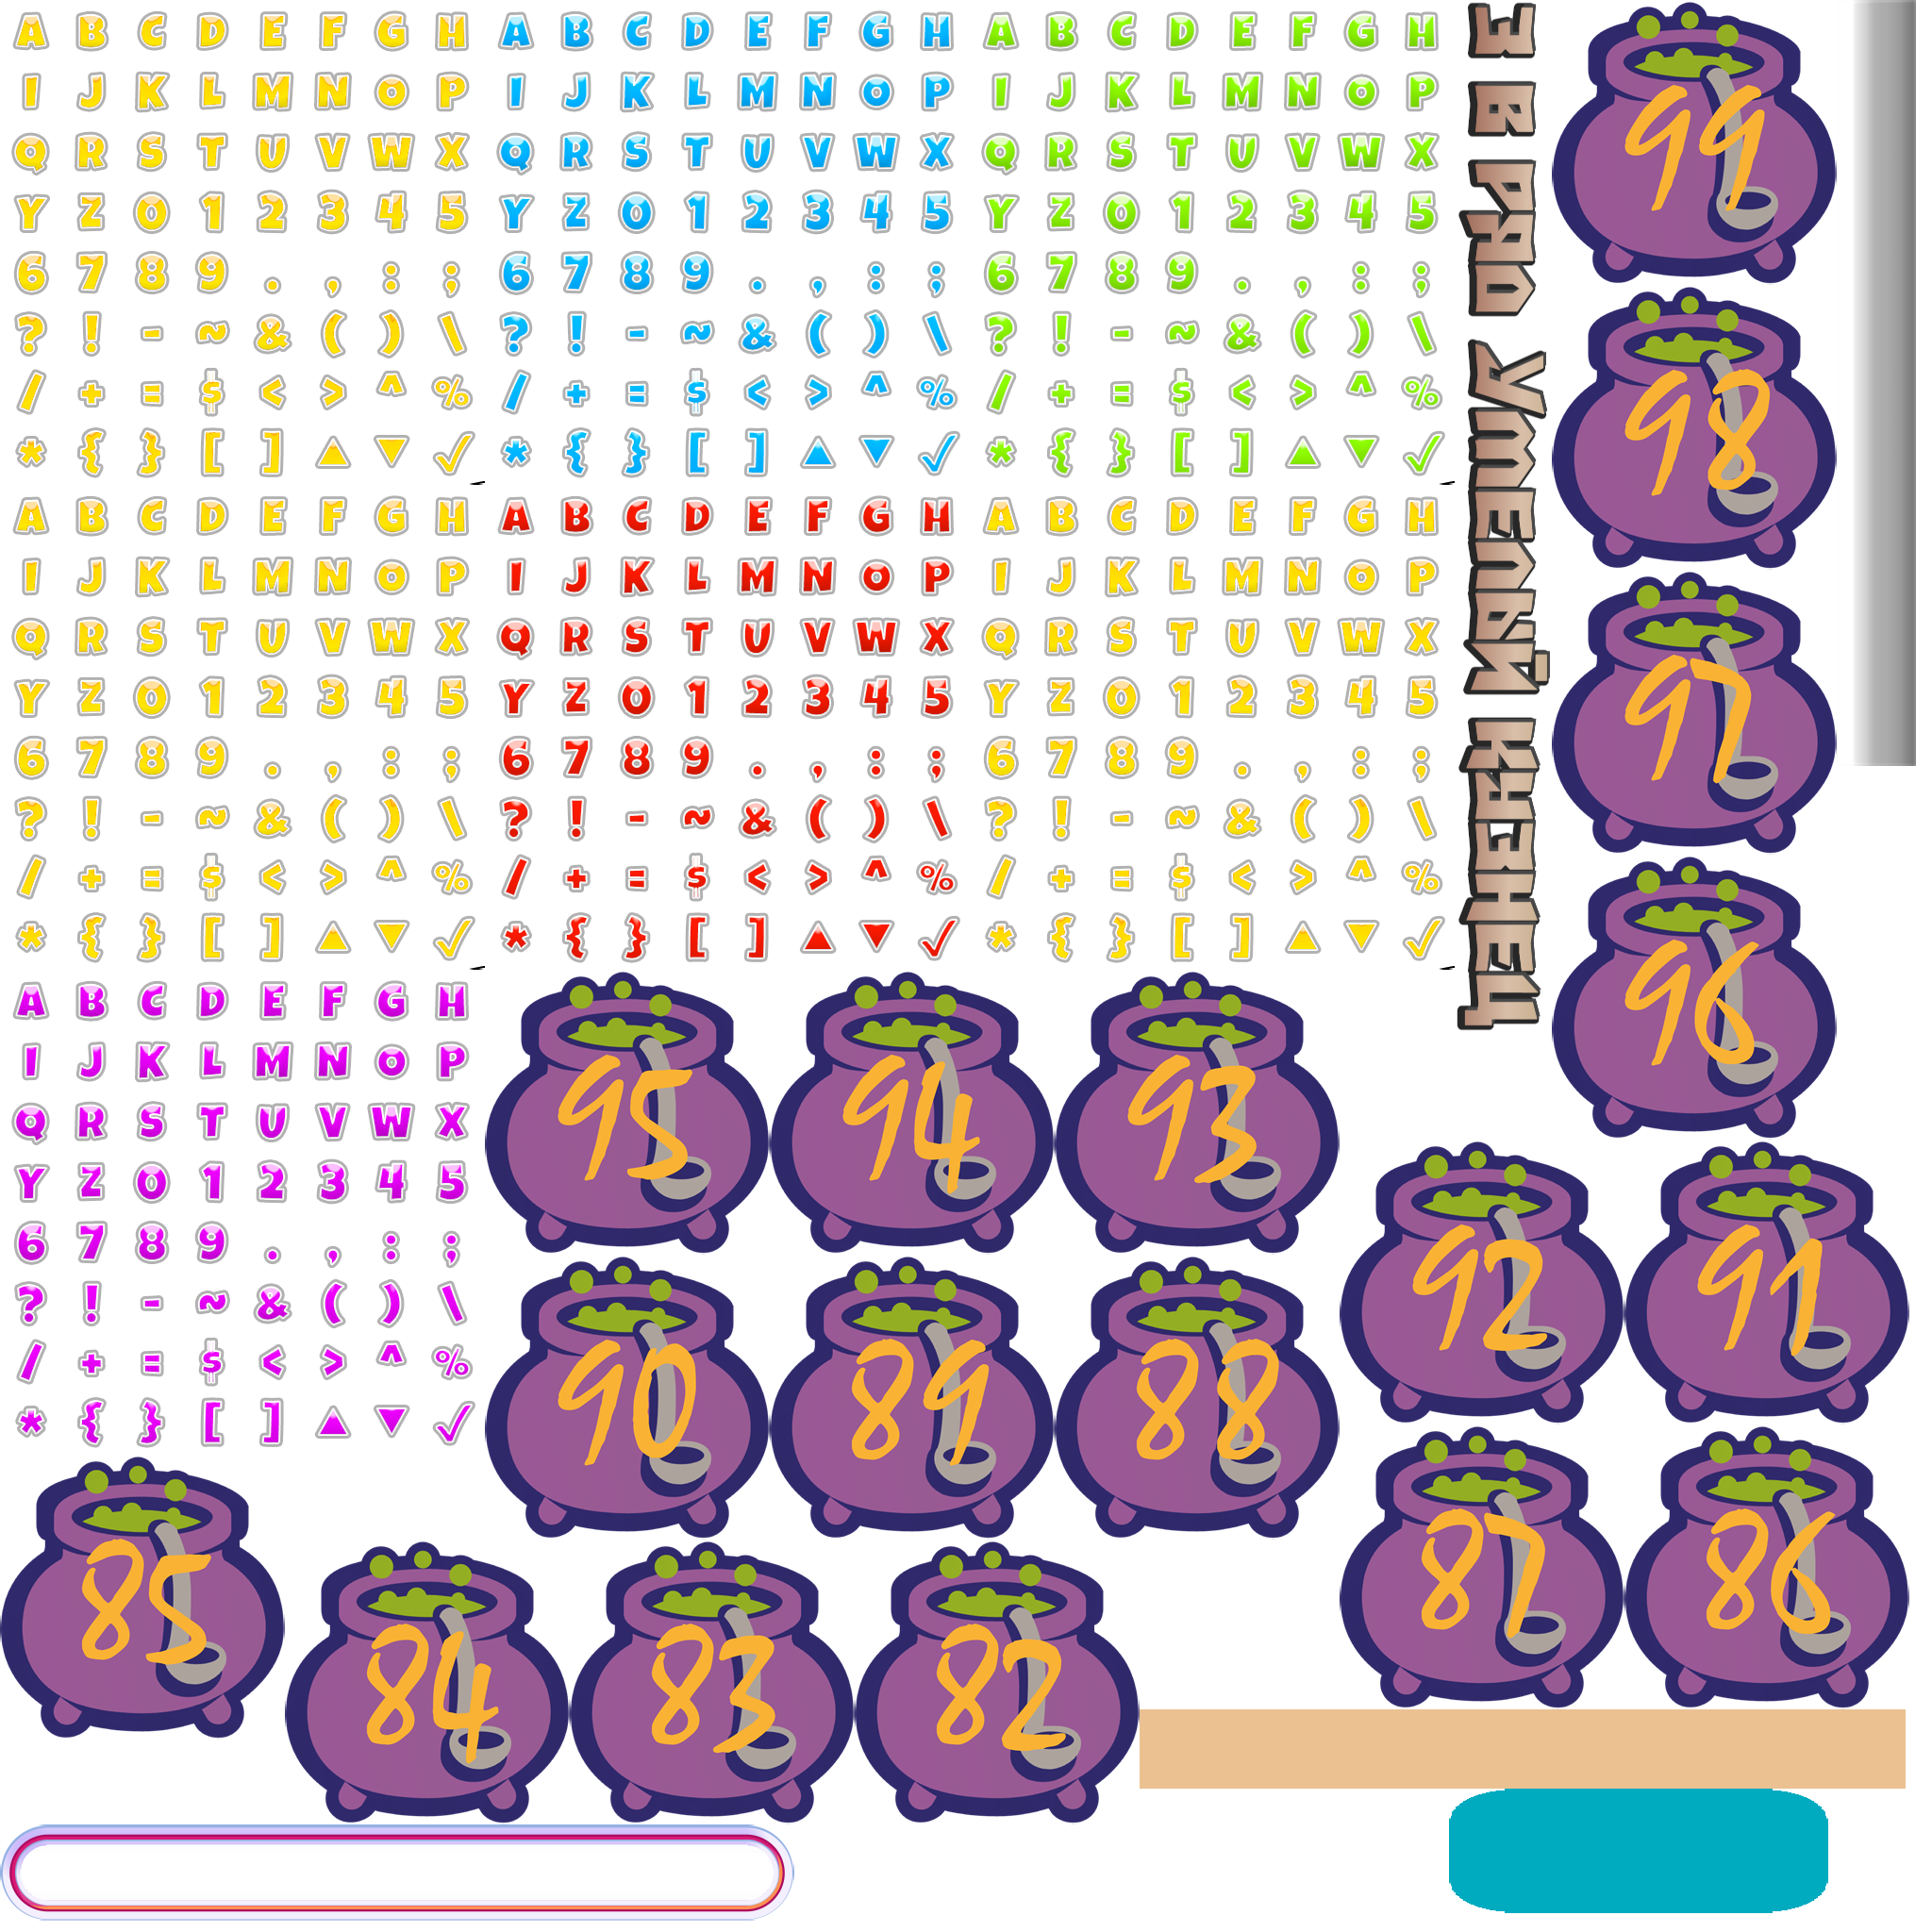 A B C D E F G H
I J K L M N O P
Q R S T U V W X
Y Z 0 1 2 3 4 5
6 7 8 9 . , : ;
? ! - ~ & ( ) \
/ + = $ < > ^ %
* { } [ ] ▲ ▼ ✓
A B C D E F G H
I J K L M N O P
Q R S T U V W X
Y Z 0 1 2 3 4 5
6 7 8 9 . , : ;
? ! - ~ & ( ) \
/ + = $ < > ^ %
* { } [ ] ▲ ▼ ✓
A B C D E F G H
I J K L M N O P
Q R S T U V W X
Y Z 0 1 2 3 4 5
6 7 8 9 . , : ;
? ! - ~ & ( ) \
/ + = $ < > ^ %
* { } [ ] ▲ ▼ ✓
99
98
97
96
A B C D E F G H
I J K L M N O P
Q R S T U V W X
Y Z 0 1 2 3 4 5
6 7 8 9 . , : ;
? ! - ~ & ( ) \
/ + = $ < > ^ %
* { } [ ] ▲ ▼ ✓
A B C D E F G H
I J K L M N O P
Q R S T U V W X
Y Z 0 1 2 3 4 5
6 7 8 9 . , : ;
? ! - ~ & ( ) \
/ + = $ < > ^ %
* { } [ ] ▲ ▼ ✓
A B C D E F G H
I J K L M N O P
Q R S T U V W X
Y Z 0 1 2 3 4 5
6 7 8 9 . , : ;
? ! - ~ & ( ) \
/ + = $ < > ^ %
* { } [ ] ▲ ▼ ✓
A B C D E F G H
I J K L M N O P
Q R S T U V W X
Y Z 0 1 2 3 4 5
6 7 8 9 . , : ;
? ! - ~ & ( ) \
/ + = $ < > ^ %
* { } [ ] ▲ ▼ ✓
95
94
93
92
91
90
89
88
87
86
85
84
83
82